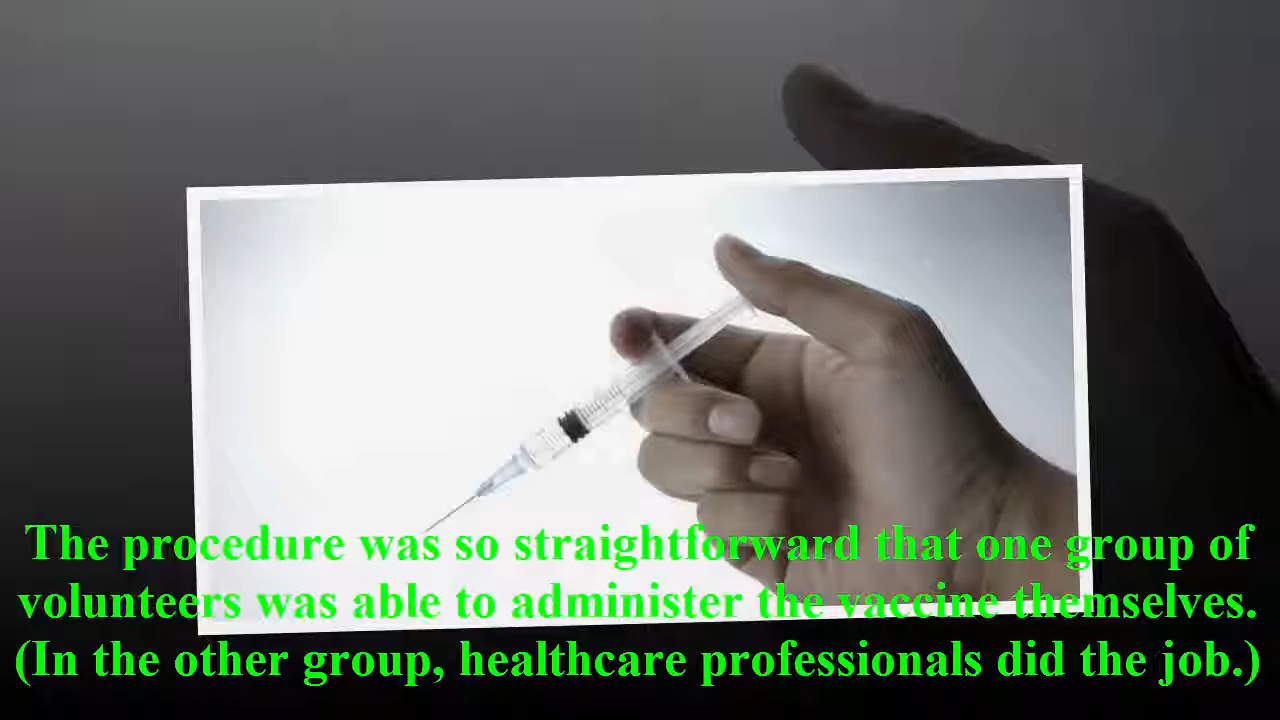 The procedure was so straightforward that one group of
volunteers was able to administer the vaccine themselves.
(In the other group, healthcare professionals did the job.)